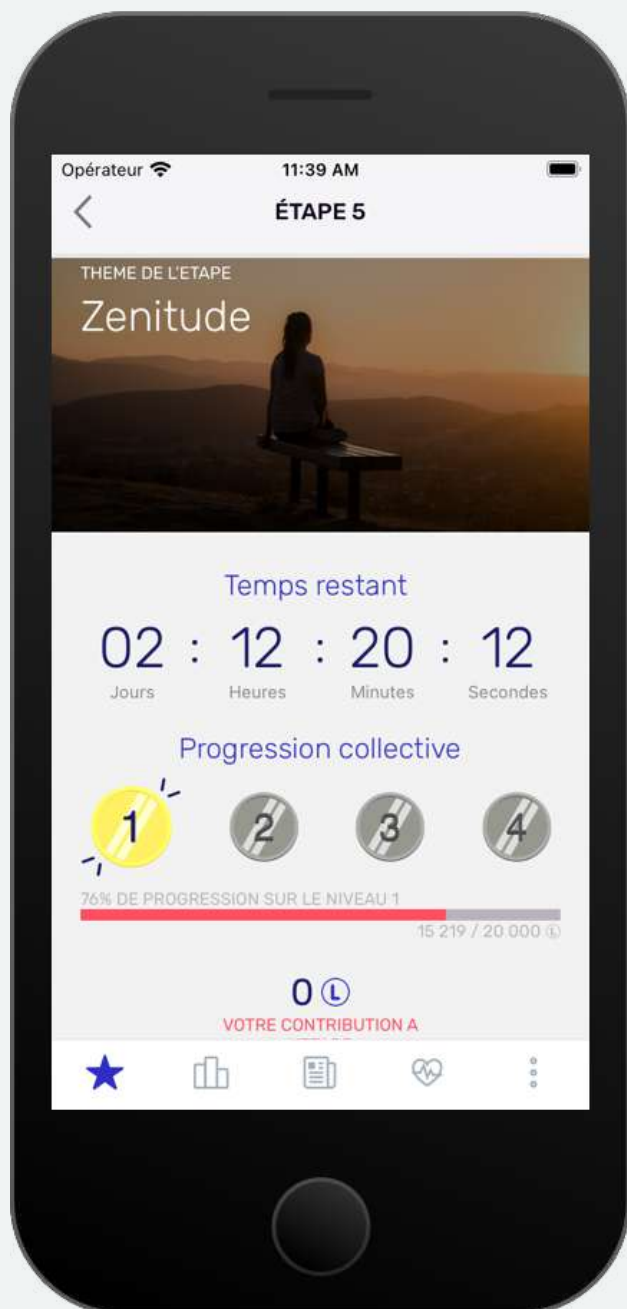 Opérateur
11:39 AM
ÉTAPE 5
THEME DE L'ETAPE
Zenitude
Temps restant
02 : 12 : 20 : 12
Jours Heures Minutes Secondes
Progression collective
1 2 3 4
76% DE PROGRESSION SUR LE NIVEAU 1
15 219 / 20 000 Ⓛ
0 Ⓛ
VOTRE CONTRIBUTION A